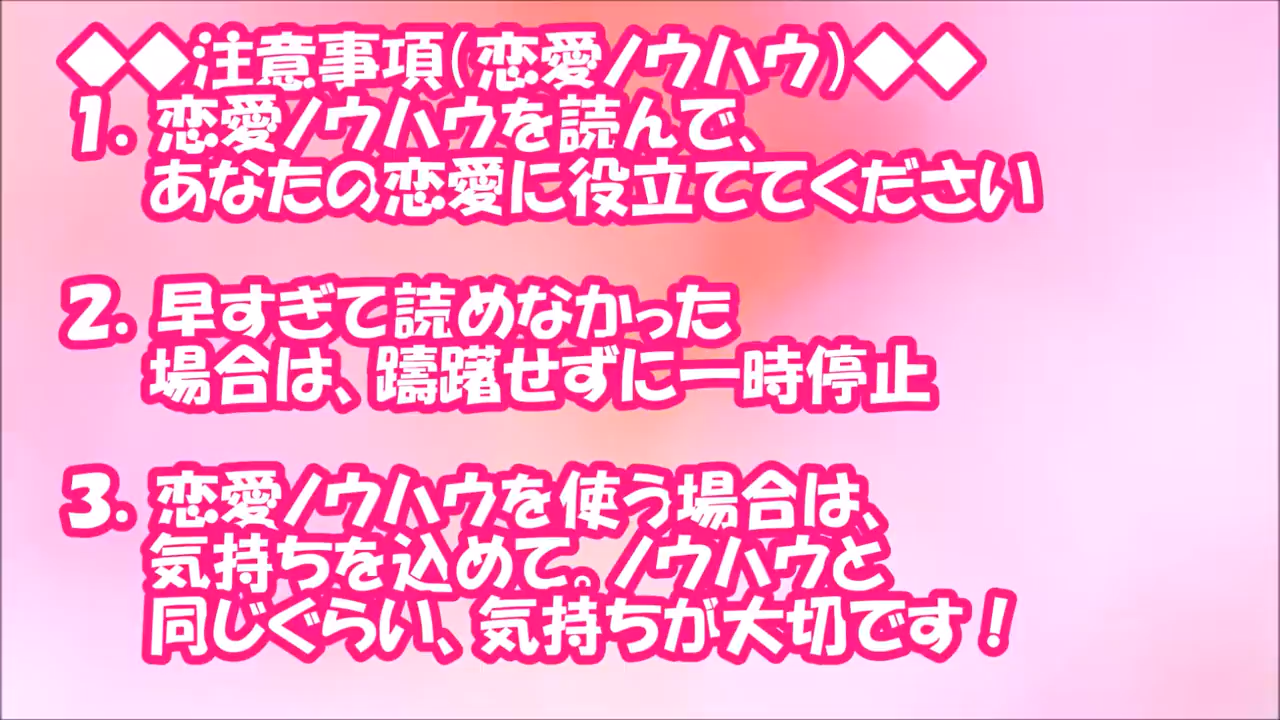 ◆◆注意事項(恋愛ノウハウ)◆◆
1. 恋愛ノウハウを読んで、
あなたの恋愛に役立ててください
2. 早すぎて読めなかった
場合は、躊躇せずに一時停止
3. 恋愛ノウハウを使う場合は、
気持ちを込めて。ノウハウと
同じぐらい、気持ちが大切です！